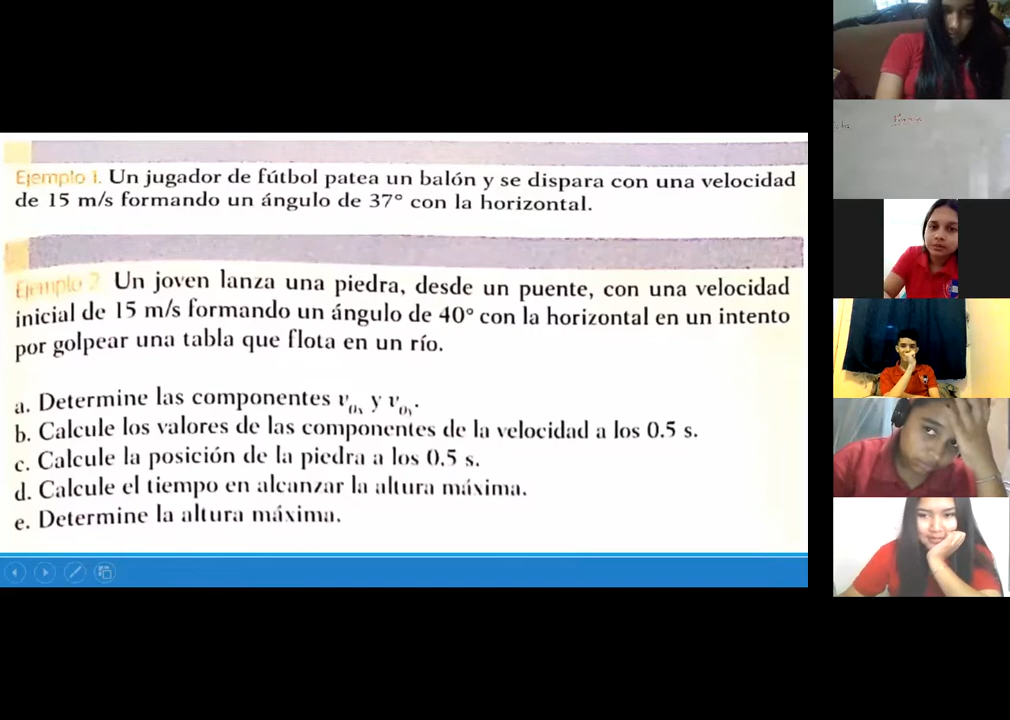 Ejemplo 1. Un jugador de fútbol patea un balón y se dispara con una velocidad
de 15 m/s formando un ángulo de 37° con la horizontal.
Ejemplo 2 Un joven lanza una piedra, desde un puente, con una velocidad
inicial de 15 m/s formando un ángulo de 40° con la horizontal en un intento
por golpear una tabla que flota en un río.
a. Determine las componentes v₀ₓ y v₀ᵧ.
b. Calcule los valores de las componentes de la velocidad a los 0.5 s.
c. Calcule la posición de la piedra a los 0.5 s.
d. Calcule el tiempo en alcanzar la altura máxima.
e. Determine la altura máxima.